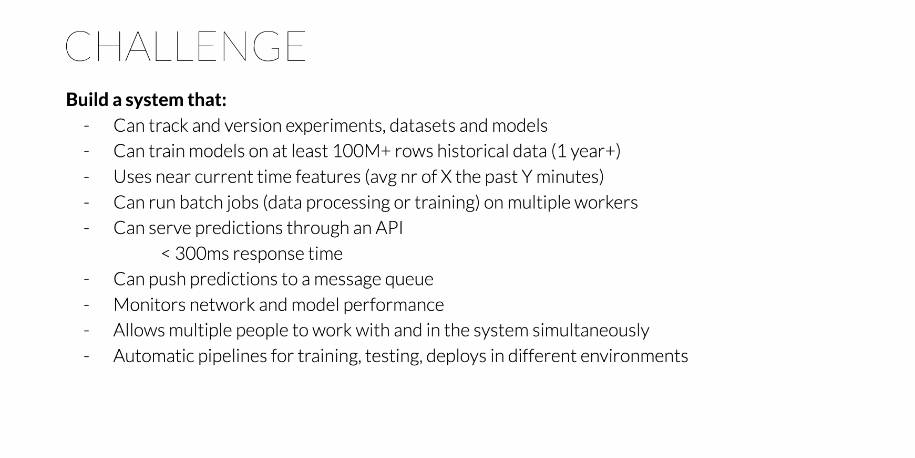 CHALLENGE
Build a system that:
- Can track and version experiments, datasets and models
- Can train models on at least 100M+ rows historical data (1 year+)
- Uses near current time features (avg nr of X the past Y minutes)
- Can run batch jobs (data processing or training) on multiple workers
- Can serve predictions through an API
< 300ms response time
- Can push predictions to a message queue
- Monitors network and model performance
- Allows multiple people to work with and in the system simultaneously
- Automatic pipelines for training, testing, deploys in different environments